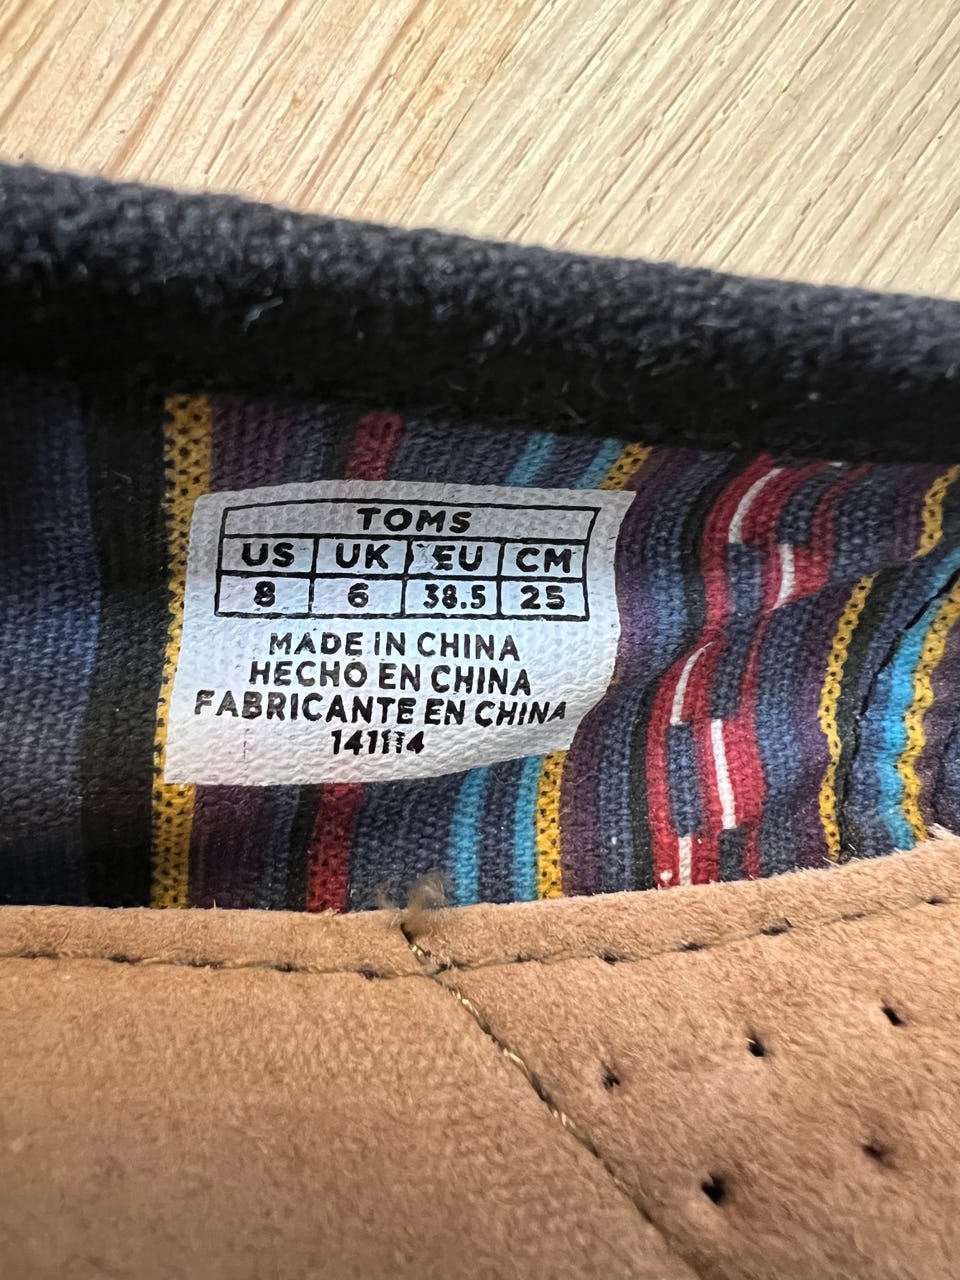 TOMS
US UK EU CM
8 6 38.5 25
MADE IN CHINA
HECHO EN CHINA
FABRICANTE EN CHINA